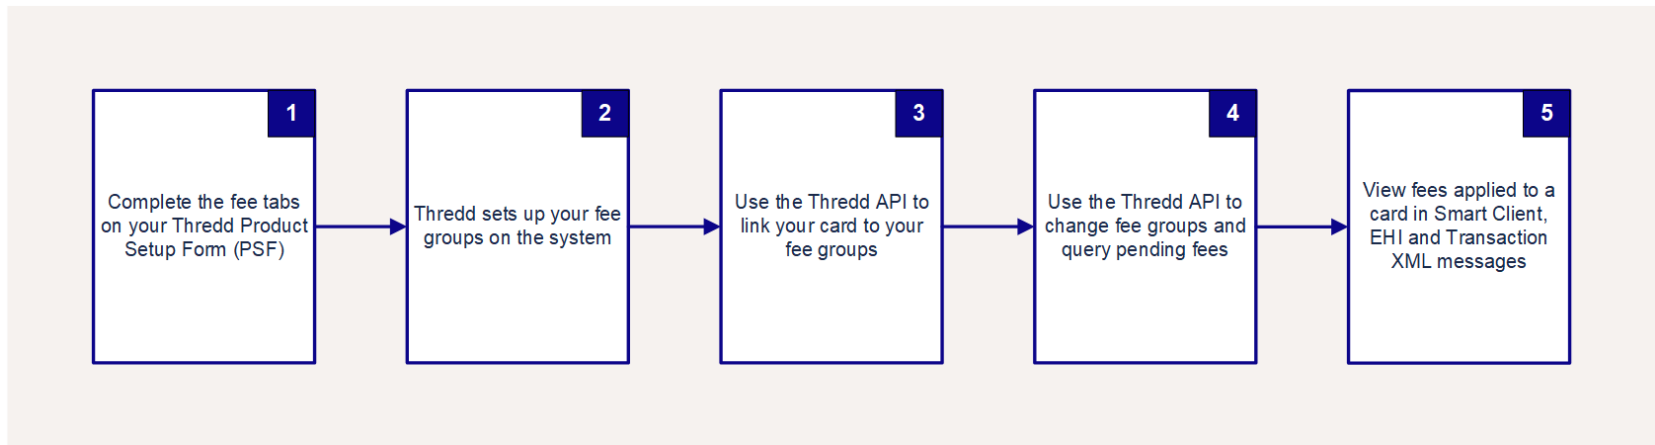 1
Complete the fee tabs
on your Thredd Product
Setup Form (PSF)
2
Thredd sets up your fee
groups on the system
3
Use the Thredd API to
link your card to your
fee groups
4
Use the Thredd API to
change fee groups and
query pending fees
5
View fees applied to a
card in Smart Client,
EHI and Transaction
XML messages